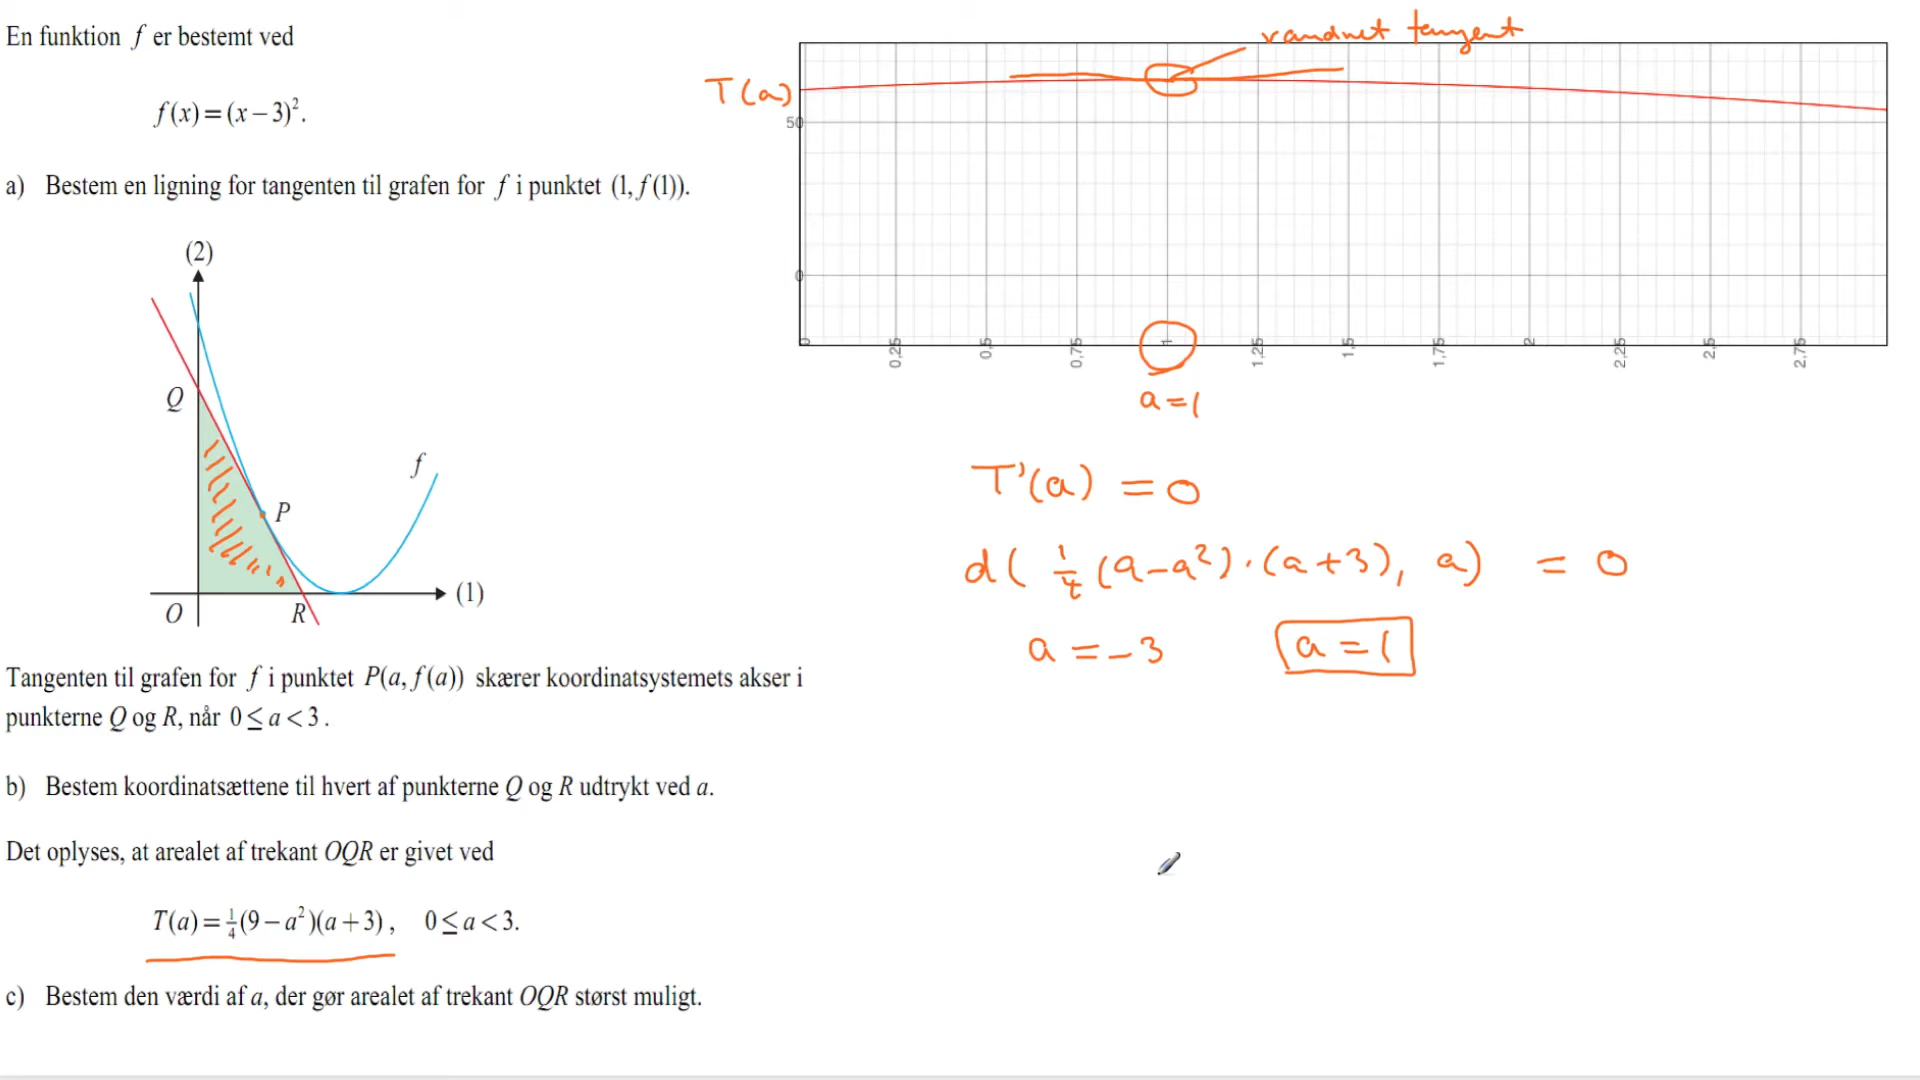 En funktion f er bestemt ved
f(x)=(x−3)².
a) Bestem en ligning for tangenten til grafen for f i punktet (1, f(1)).
(2)
Q
f
P
(1)
O
R
Tangenten til grafen for f i punktet P(a, f(a)) skærer koordinatsystemets akser i
punkterne Q og R, når 0≤a<3.
b) Bestem koordinatsættene til hvert af punkterne Q og R udtrykt ved a.
Det oplyses, at arealet af trekant OQR er givet ved
T(a)=¼(9−a²)(a+3), 0≤a<3.
c) Bestem den værdi af a, der gør arealet af trekant OQR størst muligt.
vandret tangent
T(a)
50
0
0 0,25 0,5 0,75 1 1,25 1,5 1,75 2 2,25 2,5 2,75
a=1
T'(a) = 0
d(¼(9−a²)·(a+3), a) = 0
a = −3 a = 1